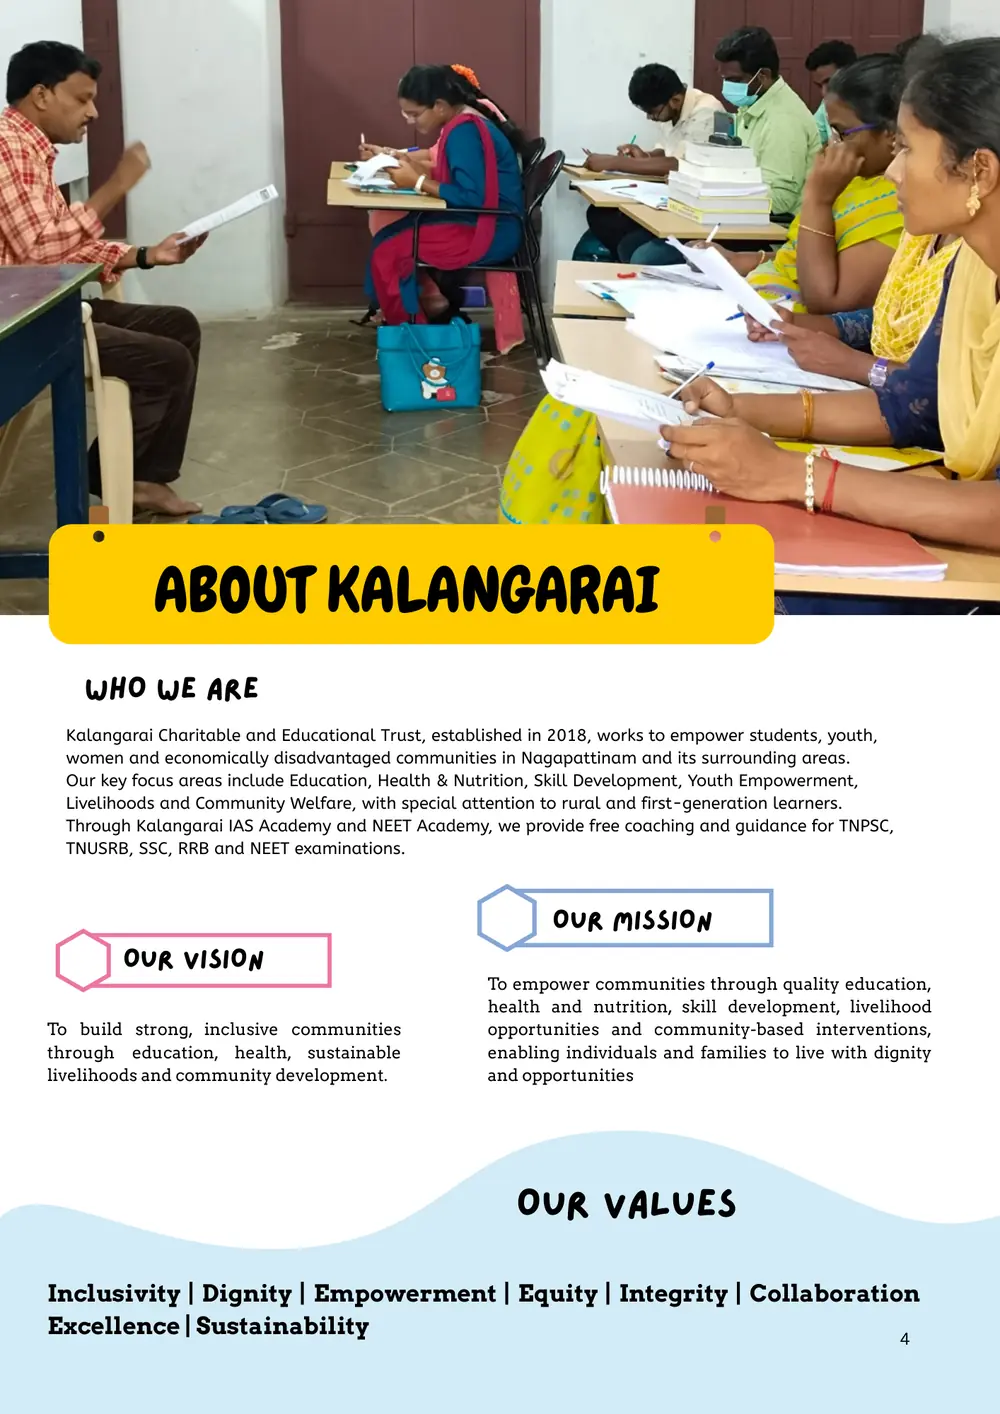 ABOUT KALANGARAI
WHO WE ARE
Kalangarai Charitable and Educational Trust, established in 2018, works to empower students, youth,
women and economically disadvantaged communities in Nagapattinam and its surrounding areas.
Our key focus areas include Education, Health & Nutrition, Skill Development, Youth Empowerment,
Livelihoods and Community Welfare, with special attention to rural and first-generation learners.
Through Kalangarai IAS Academy and NEET Academy, we provide free coaching and guidance for TNPSC,
TNUSRB, SSC, RRB and NEET examinations.
OUR VISION
To build strong, inclusive communities
through education, health, sustainable
livelihoods and community development.
OUR MISSION
To empower communities through quality education,
health and nutrition, skill development, livelihood
opportunities and community-based interventions,
enabling individuals and families to live with dignity
and opportunities
OUR VALUES
Inclusivity | Dignity | Empowerment | Equity | Integrity | Collaboration
Excellence | Sustainability
4